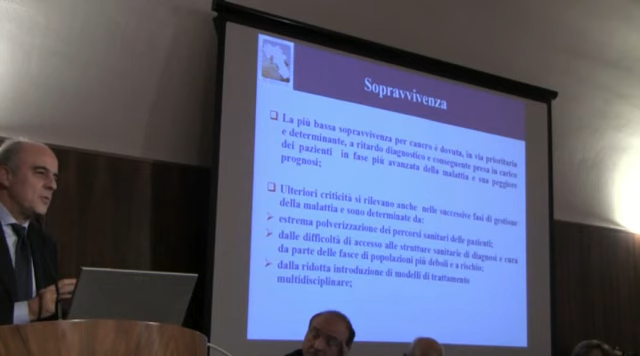 Sopravvivenza
La più bassa sopravvivenza per cancro è dovuta, in via prioritaria
e determinante, a ritardo diagnostico e conseguente presa in carico
dei pazienti in fase più avanzata della malattia e sua peggiore
prognosi;
Ulteriori criticità si rilevano anche nelle successive fasi di gestione
della malattia e sono determinate da:
estrema polverizzazione dei percorsi sanitari delle pazienti;
dalle difficoltà di accesso alle strutture sanitarie di diagnosi e cura
da parte delle fasce di popolazioni più deboli e a rischio;
dalla ridotta introduzione di modelli di trattamento
multidisciplinare;